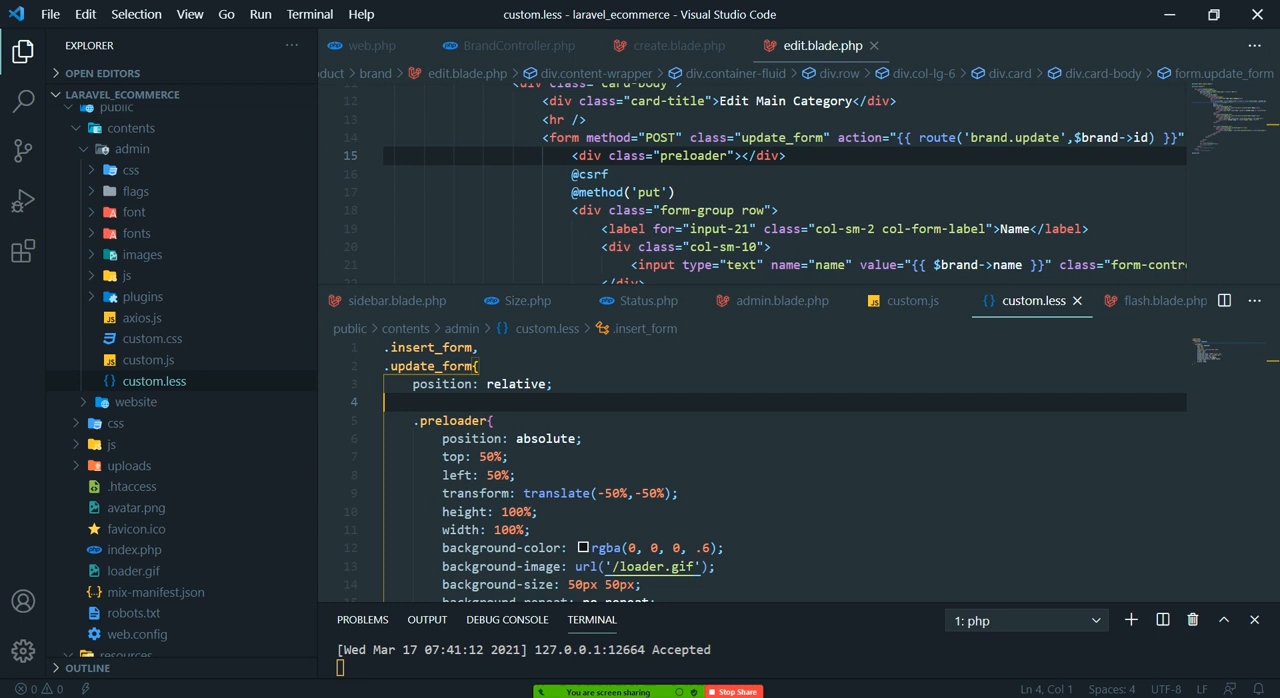 File Edit Selection View Go Run Terminal Help
custom.less - laravel_ecommerce - Visual Studio Code
EXPLORER
OPEN EDITORS
LARAVEL_ECOMMERCE
public
contents
admin
css
flags
font
fonts
images
js
plugins
axios.js
custom.css
custom.js
custom.less
website
css
js
uploads
.htaccess
avatar.png
favicon.ico
index.php
loader.gif
mix-manifest.json
robots.txt
web.config
resources
OUTLINE
web.php BrandController.php create.blade.php edit.blade.php
duct > brand > edit.blade.php > div.content-wrapper > div.container-fluid > div.row > div.col-lg-6 > div.card > div.card-body > form.update_form
11 <div class="card-body">
12 <div class="card-title">Edit Main Category</div>
13 <hr />
14 <form method="POST" class="update_form" action="{{ route('brand.update',$brand->id) }}"
15 <div class="preloader"></div>
16 @csrf
17 @method('put')
18 <div class="form-group row">
19 <label for="input-21" class="col-sm-2 col-form-label">Name</label>
20 <div class="col-sm-10">
21 <input type="text" name="name" value="{{ $brand->name }}" class="form-contr
</div>
sidebar.blade.php Size.php Status.php admin.blade.php custom.js custom.less flash.blade.php
public > contents > admin > custom.less > insert_form
1 .insert_form,
2 .update_form{
3 position: relative;
4
5 .preloader{
6 position: absolute;
7 top: 50%;
8 left: 50%;
9 transform: translate(-50%,-50%);
10 height: 100%;
11 width: 100%;
12 background-color: rgba(0, 0, 0, .6);
13 background-image: url('/loader.gif');
14 background-size: 50px 50px;
15 background-repeat: no-repeat;
PROBLEMS OUTPUT DEBUG CONSOLE TERMINAL
1: php
[Wed Mar 17 07:41:12 2021] 127.0.0.1:12664 Accepted
0 0
You are screen sharing Stop Share
Ln 4, Col 1 Spaces: 4 UTF-8 LF